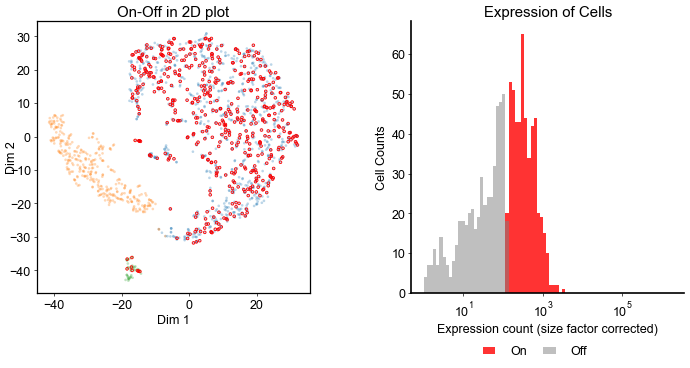 On-Off in 2D plot
30
20
10
0
−10
−20
−30
−40
Dim 2
−40
−20
0
20
Dim 1
Expression of Cells
60
50
40
30
20
10
0
Cell Counts
10^1
10^3
10^5
Expression count (size factor corrected)
On
Off